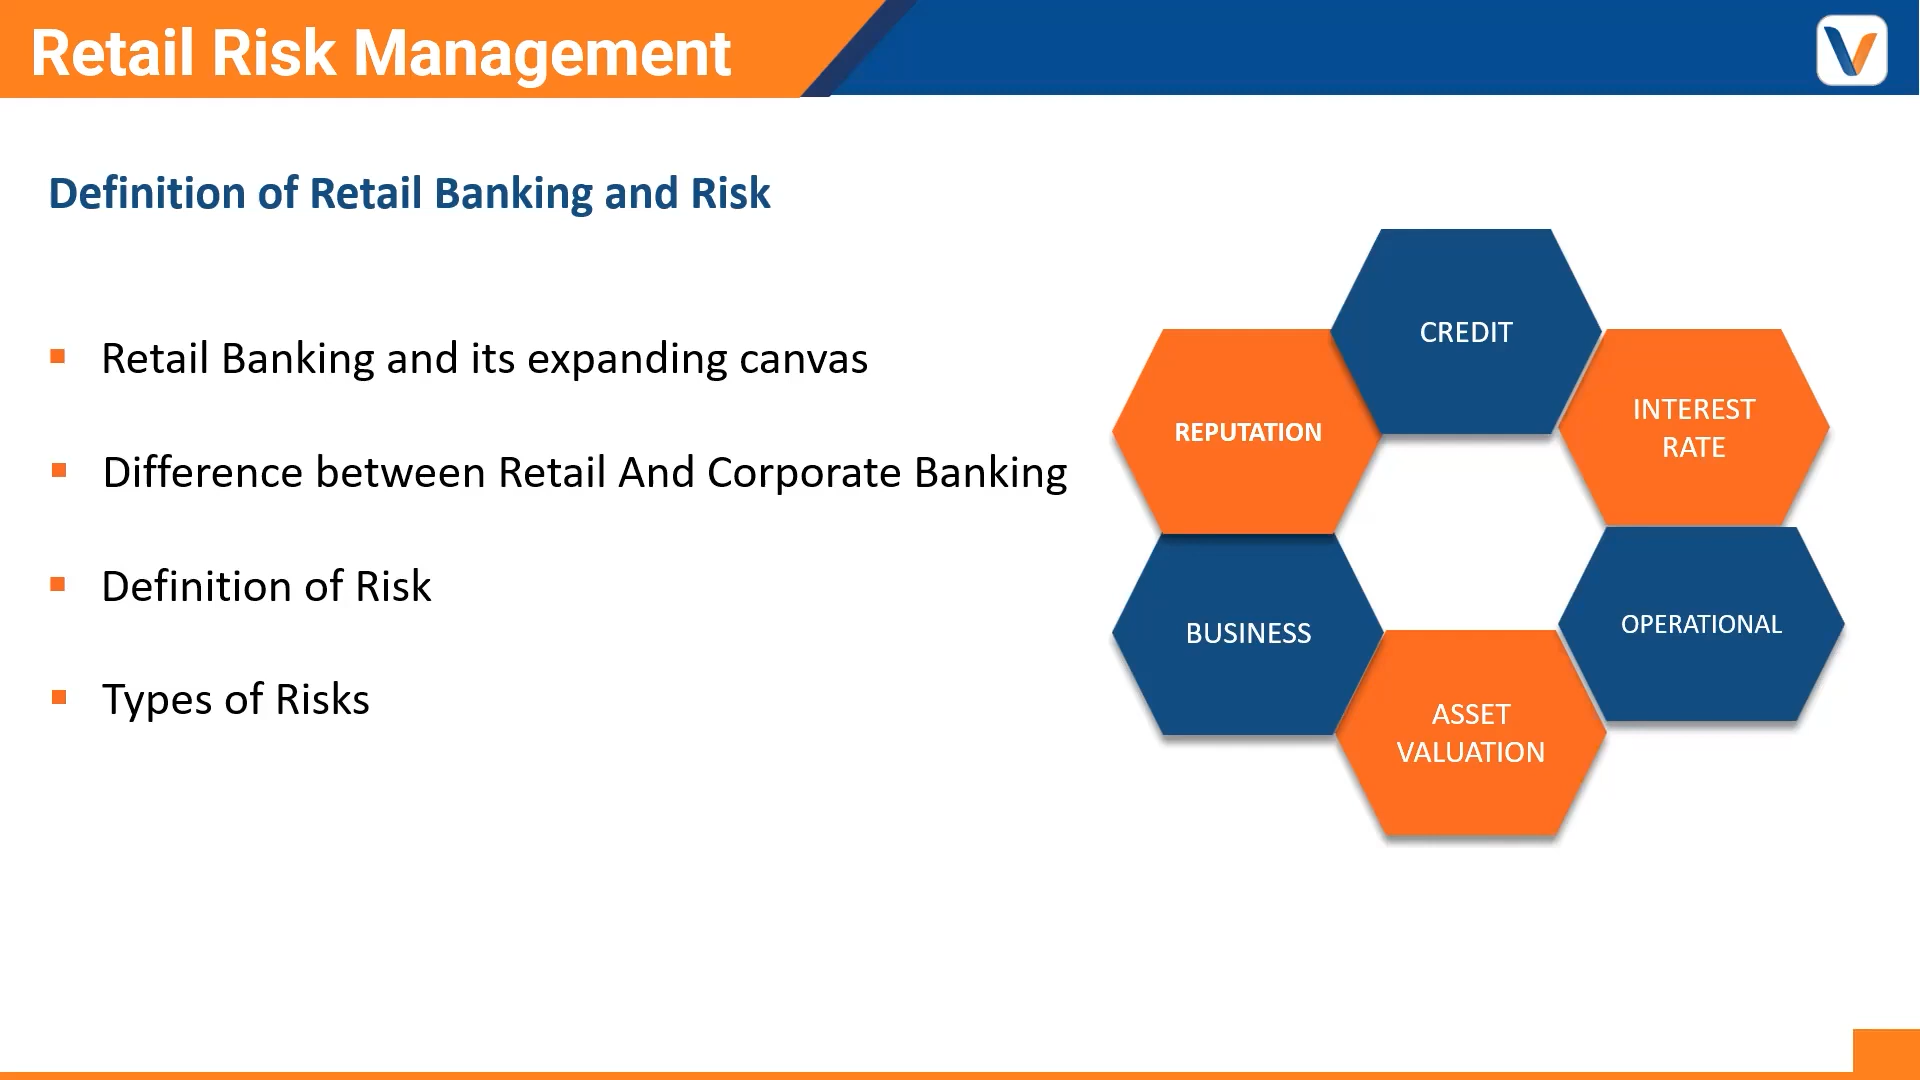 Retail Risk Management
Definition of Retail Banking and Risk
Retail Banking and its expanding canvas
Difference between Retail And Corporate Banking
Definition of Risk
Types of Risks
CREDIT
REPUTATION
INTEREST
RATE
BUSINESS
OPERATIONAL
ASSET
VALUATION